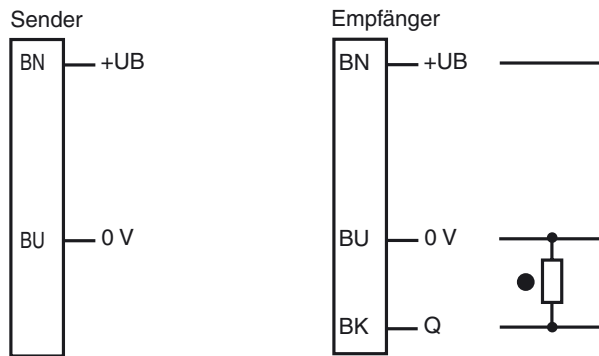 Sender
BN +UB
BU 0 V
Empfänger
BN +UB
BU 0 V
BK Q